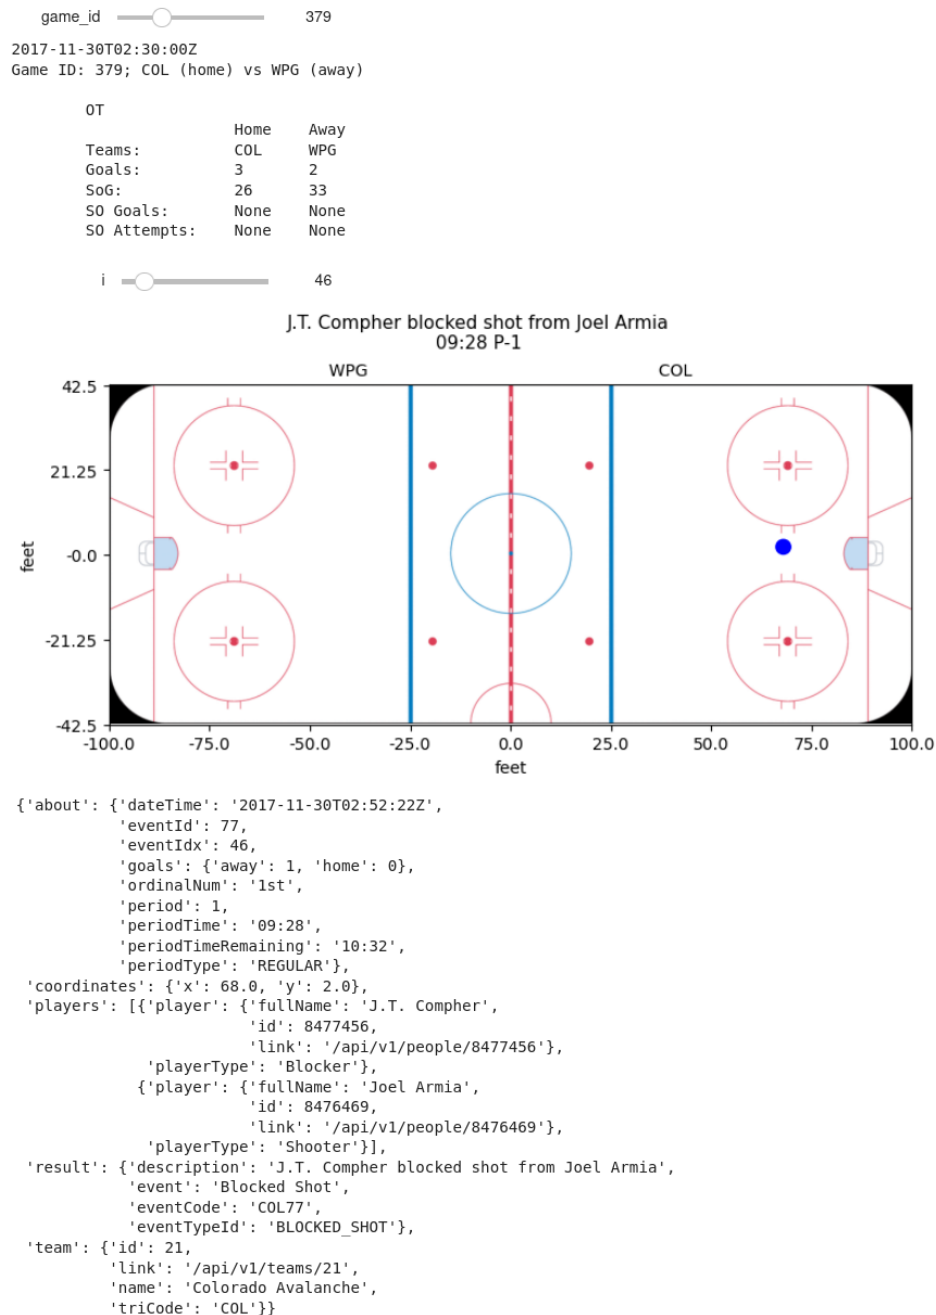 game_id 379
2017-11-30T02:30:00Z
Game ID: 379; COL (home) vs WPG (away)
OT
Home Away
Teams: COL WPG
Goals: 3 2
SoG: 26 33
SO Goals: None None
SO Attempts: None None
i 46
J.T. Compher blocked shot from Joel Armia
09:28 P-1
WPG COL
42.5
21.25
-0.0
-21.25
-42.5
feet
-100.0 -75.0 -50.0 -25.0 0.0 25.0 50.0 75.0 100.0
feet
{'about': {'dateTime': '2017-11-30T02:52:22Z',
'eventId': 77,
'eventIdx': 46,
'goals': {'away': 1, 'home': 0},
'ordinalNum': '1st',
'period': 1,
'periodTime': '09:28',
'periodTimeRemaining': '10:32',
'periodType': 'REGULAR'},
'coordinates': {'x': 68.0, 'y': 2.0},
'players': [{'player': {'fullName': 'J.T. Compher',
'id': 8477456,
'link': '/api/v1/people/8477456'},
'playerType': 'Blocker'},
{'player': {'fullName': 'Joel Armia',
'id': 8476469,
'link': '/api/v1/people/8476469'},
'playerType': 'Shooter'}],
'result': {'description': 'J.T. Compher blocked shot from Joel Armia',
'event': 'Blocked Shot',
'eventCode': 'COL77',
'eventTypeId': 'BLOCKED_SHOT'},
'team': {'id': 21,
'link': '/api/v1/teams/21',
'name': 'Colorado Avalanche',
'triCode': 'COL'}}